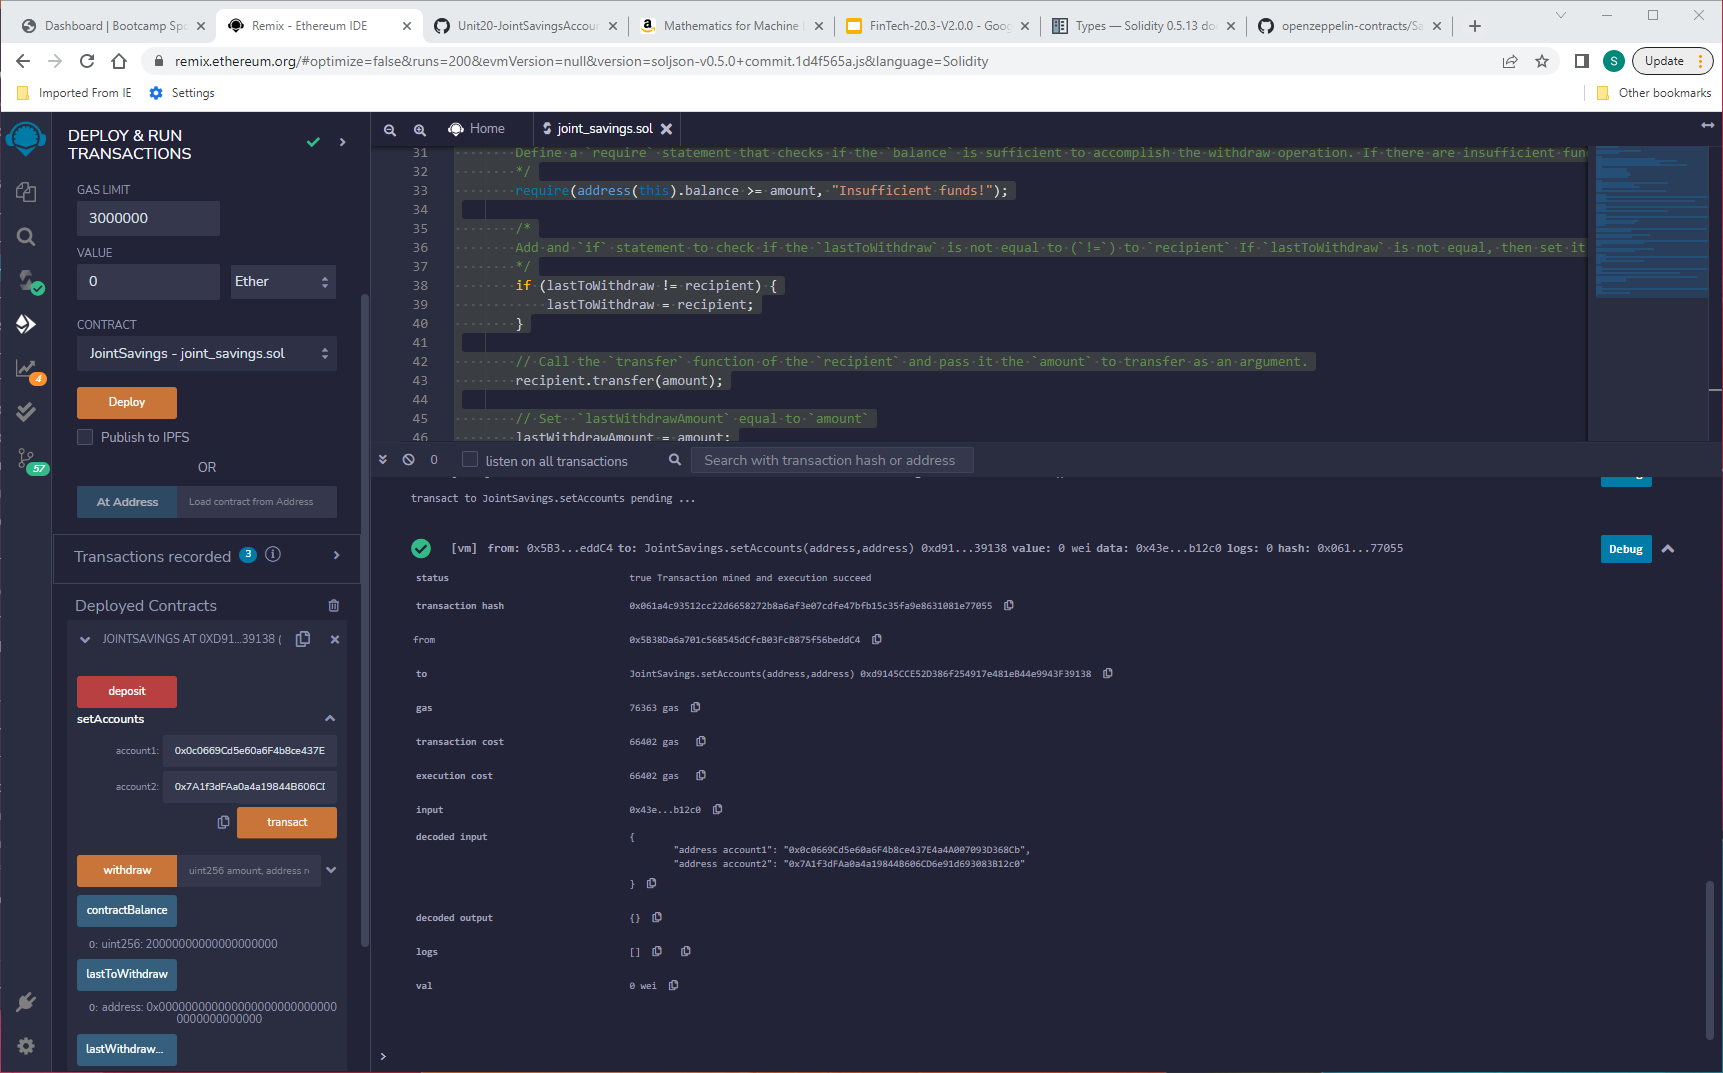 Dashboard | Bootcamp Spo
Remix - Ethereum IDE
Unit20-JointSavingsAccour
Mathematics for Machine
FinTech-20.3-V2.0.0 - Goog
Types — Solidity 0.5.13 do
openzeppelin-contracts/Sa
remix.ethereum.org/#optimize=false&runs=200&evmVersion=null&version=soljson-v0.5.0+commit.1d4f565a.js&language=Solidity
S
Update
Imported From IE
Settings
Other bookmarks
DEPLOY & RUN
TRANSACTIONS
GAS LIMIT
3000000
VALUE
0
Ether
CONTRACT
JointSavings - joint_savings.sol
Deploy
Publish to IPFS
OR
At Address
Load contract from Address
Transactions recorded 3 i
Deployed Contracts
JOINTSAVINGS AT 0XD91...39138 (
deposit
setAccounts
account1: 0x0c0669Cd5e60a6F4b8ce437E
account2: 0x7A1f3dFAa0a4a19844B606CD
transact
withdraw
uint256 amount, address re
contractBalance
0: uint256: 20000000000000000000
lastToWithdraw
0: address: 0x000000000000000000000000000
0000000000000
lastWithdraw...
4
57
Home
joint_savings.sol
31 Define a `require` statement that checks if the `balance` is sufficient to accomplish the withdraw operation. If there are insufficient fun
32 */
33 require(address(this).balance >= amount, "Insufficient funds!");
34
35 /*
36 Add and `if` statement to check if the `lastToWithdraw` is not equal to (`!=`) to `recipient` If `lastToWithdraw` is not equal, then set it
37 */
38 if (lastToWithdraw != recipient) {
39 lastToWithdraw = recipient;
40 }
41
42 // Call the `transfer` function of the `recipient` and pass it the `amount` to transfer as an argument.
43 recipient.transfer(amount);
44
45 // Set  `lastWithdrawAmount` equal to `amount`
46 lastWithdrawAmount = amount;
0
listen on all transactions
Search with transaction hash or address
transact to JointSavings.setAccounts pending ...
[vm] from: 0x5B3...eddC4 to: JointSavings.setAccounts(address,address) 0xd91...39138 value: 0 wei data: 0x43e...b12c0 logs: 0 hash: 0x061...77055
Debug
status true Transaction mined and execution succeed
transaction hash 0x061a4c93512cc22d6658272b8a6af3e07cdfe47bfb15c35fa9e8631081e77055
from 0x5B38Da6a701c568545dCfcB03FcB875f56beddC4
to JointSavings.setAccounts(address,address) 0xd9145CCE52D386f254917e481eB44e9943F39138
gas 76363 gas
transaction cost 66402 gas
execution cost 66402 gas
input 0x43e...b12c0
decoded input {
"address account1": "0x0c0669Cd5e60a6F4b8ce437E4a4A007093D368Cb",
"address account2": "0x7A1f3dFAa0a4a19844B606CD6e91d693083B12c0"
}
decoded output {}
logs []
val 0 wei
>